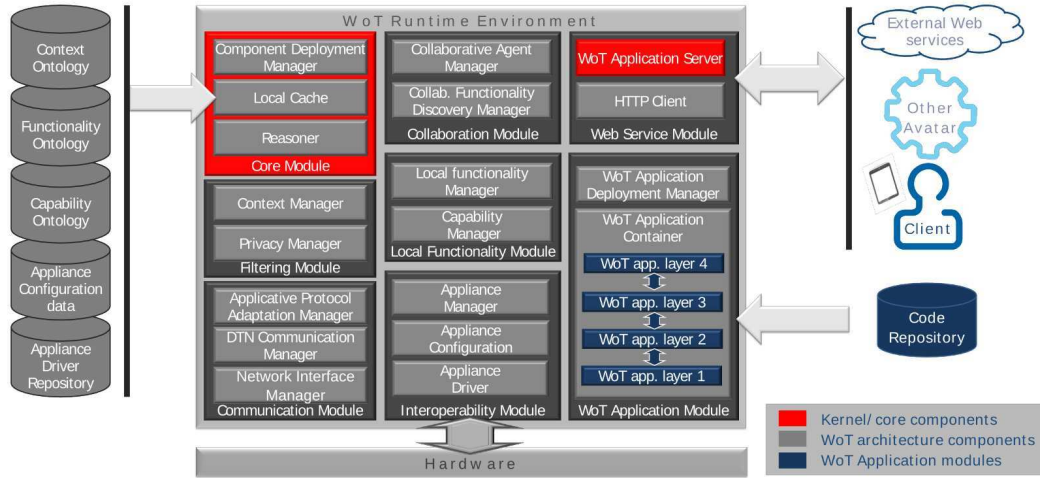 WoT Runtime Environment
Context
Ontology
Functionality
Ontology
Capability
Ontology
Appliance
Configuration
data
Appliance
Driver
Repository
Component Deployment
Manager
Local Cache
Reasoner
Core Module
Context Manager
Privacy Manager
Filtering Module
Applicative Protocol
Adaptation Manager
DTN Communication
Manager
Network Interface
Manager
Communication Module
Collaborative Agent
Manager
Collab. Functionality
Discovery Manager
Collaboration Module
Local functionality
Manager
Capability
Manager
Local Functionality Module
Appliance
Manager
Appliance
Configuration
Appliance
Driver
Interoperability Module
WoT Application Server
HTTP Client
Web Service Module
WoT Application
Deployment Manager
WoT Application
Container
WoT app. layer 4
WoT app. layer 3
WoT app. layer 2
WoT app. layer 1
WoT Application Module
Hardware
External Web
services
Other
Avatar
Client
Code
Repository
Kernel/ core components
WoT architecture components
WoT Application modules